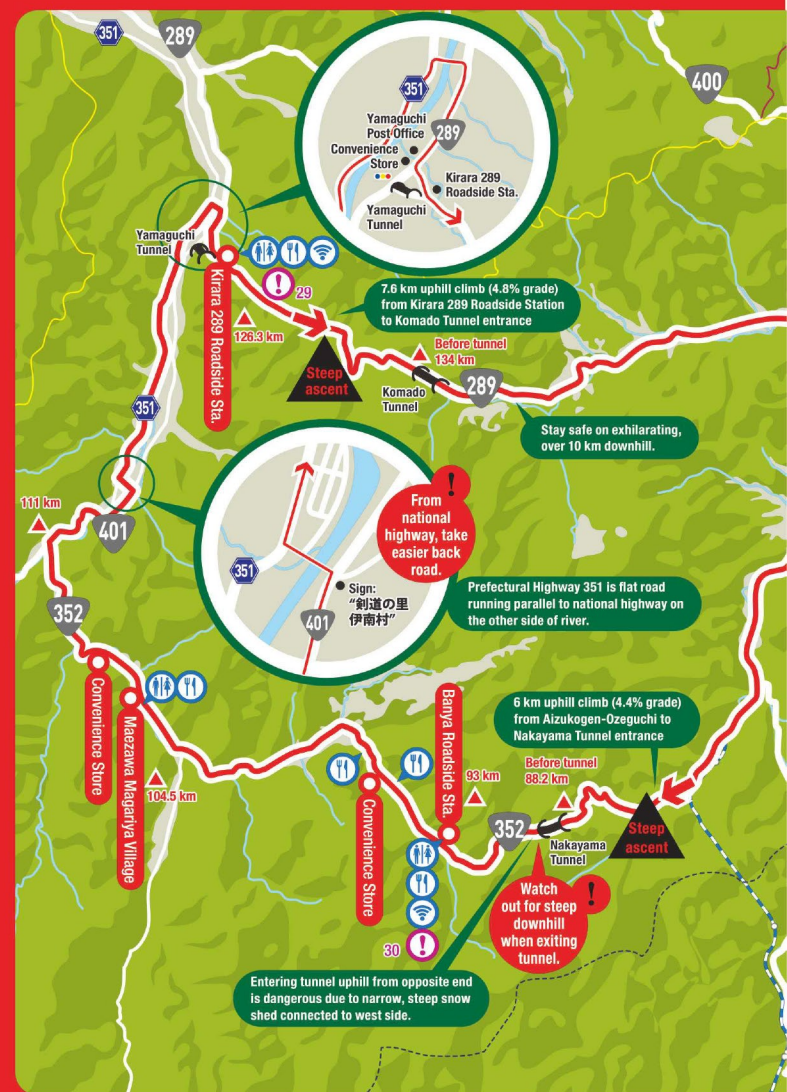 351
289
400
351
Yamaguchi
Post Office
289
Convenience
Store
Kirara 289
Roadside Sta.
Yamaguchi
Tunnel
Yamaguchi
Tunnel
Kirara 289 Roadside Sta.
29
126.3 km
7.6 km uphill climb (4.8% grade)
from Kirara 289 Roadside Station
to Komado Tunnel entrance
Steep
ascent
Before tunnel
134 km
Komado
Tunnel
289
Stay safe on exhilarating,
over 10 km downhill.
351
111 km
401
!
From
national
highway, take
easier back
road.
351
Sign:
“剣道の里
伊南村”
401
Prefectural Highway 351 is flat road
running parallel to national highway on
the other side of river.
352
Convenience Store
Maezawa Magariya Village
104.5 km
6 km uphill climb (4.4% grade)
from Aizukogen-Ozeguchi to
Nakayama Tunnel entrance
Banya Roadside Sta.
93 km
Before tunnel
88.2 km
Convenience Store
352
Nakayama
Tunnel
Steep
ascent
!
Watch
out for steep
downhill
when exiting
tunnel.
30
!
Entering tunnel uphill from opposite end
is dangerous due to narrow, steep snow
shed connected to west side.